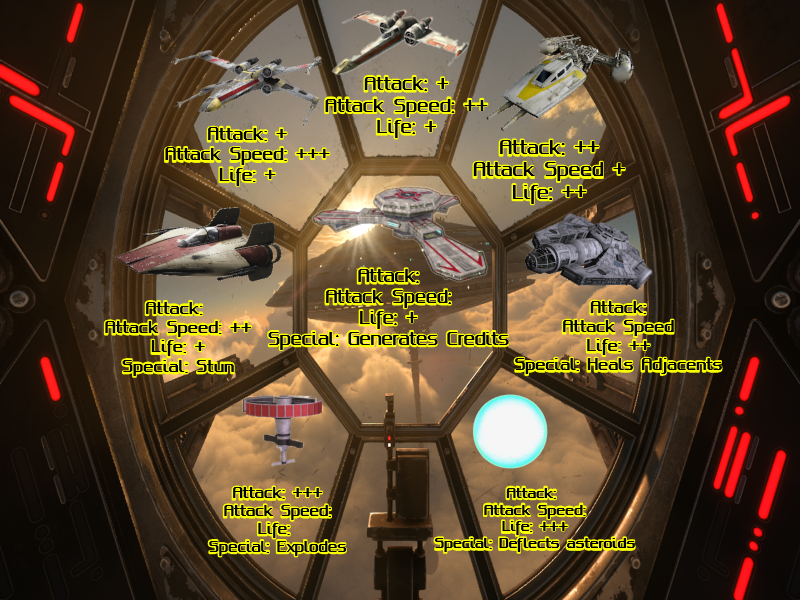 Attack: +
Attack Speed: +++
Life: +
Attack: +
Attack Speed: ++
Life: +
Attack: ++
Attack Speed +
Life: ++
Attack:
Attack Speed: ++
Life: +
Special: Stun
Attack:
Attack Speed:
Life: +
Special: Generates Credits
Attack:
Attack Speed
Life: ++
Special: Heals Adjacents
Attack: +++
Attack Speed:
Life:
Special: Explodes
Attack:
Attack Speed:
Life: +++
Special: Deflects asteroids